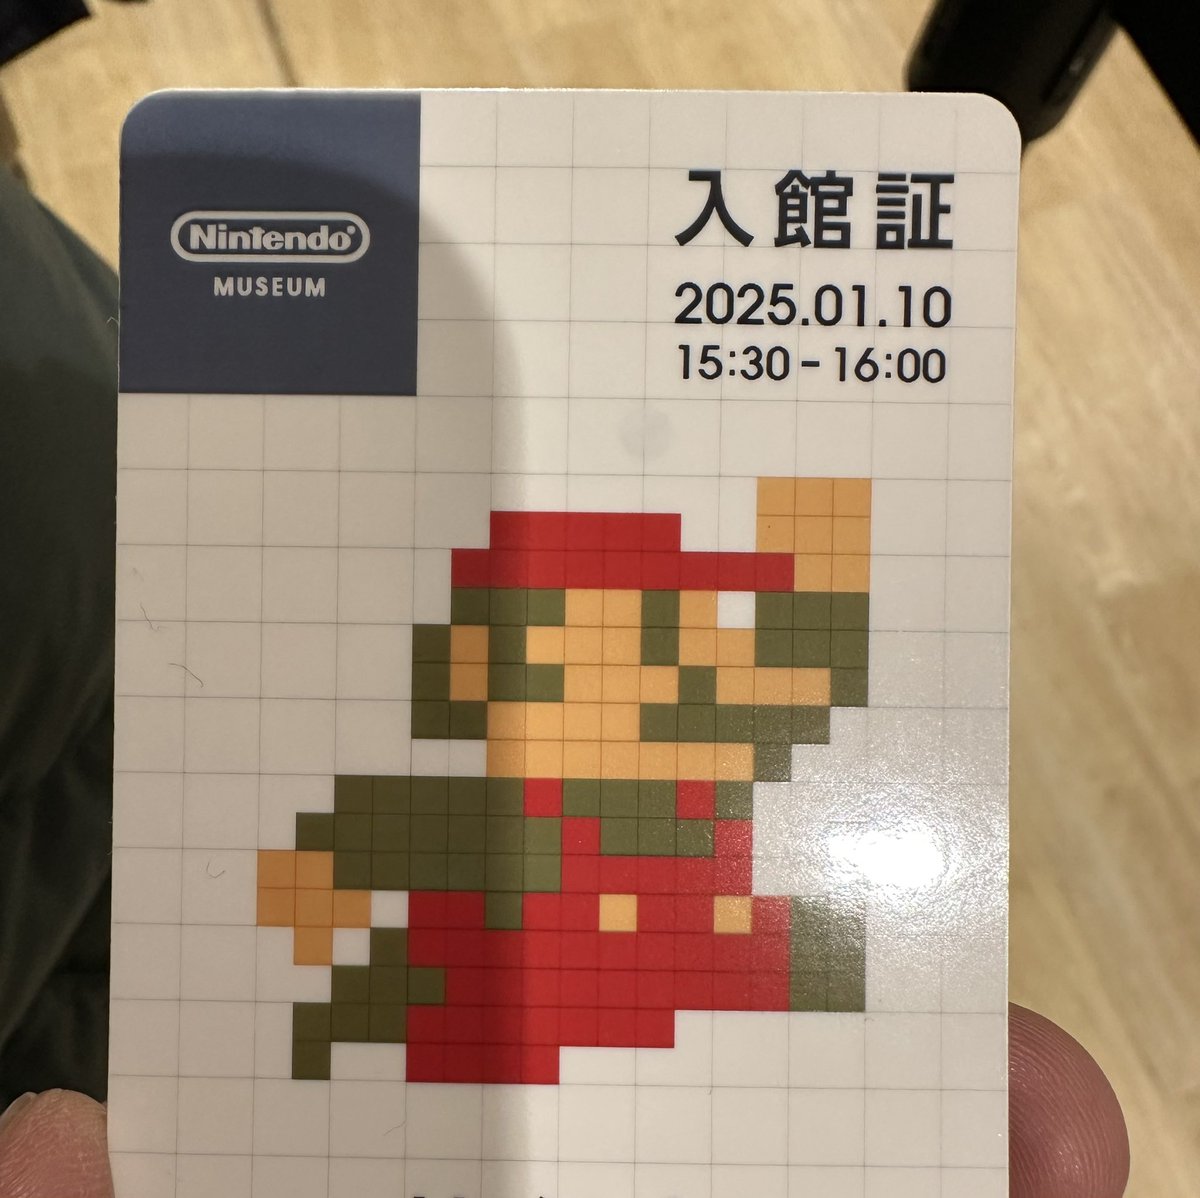 Nintendo
MUSEUM
入館証
2025.01.10
15:30-16:00